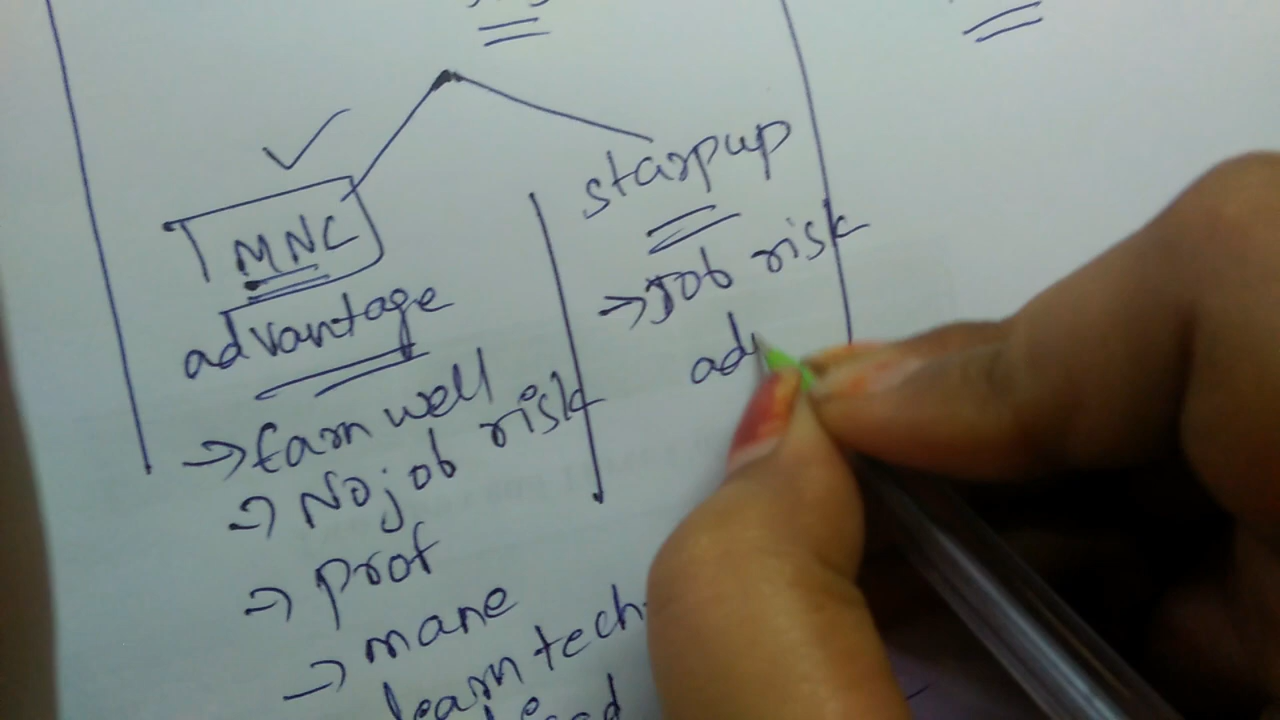 MNC
advantage
→ Earn well
→ No job risk
→ prof
→ mane
learn tech
starpup
→ Job risk
ad